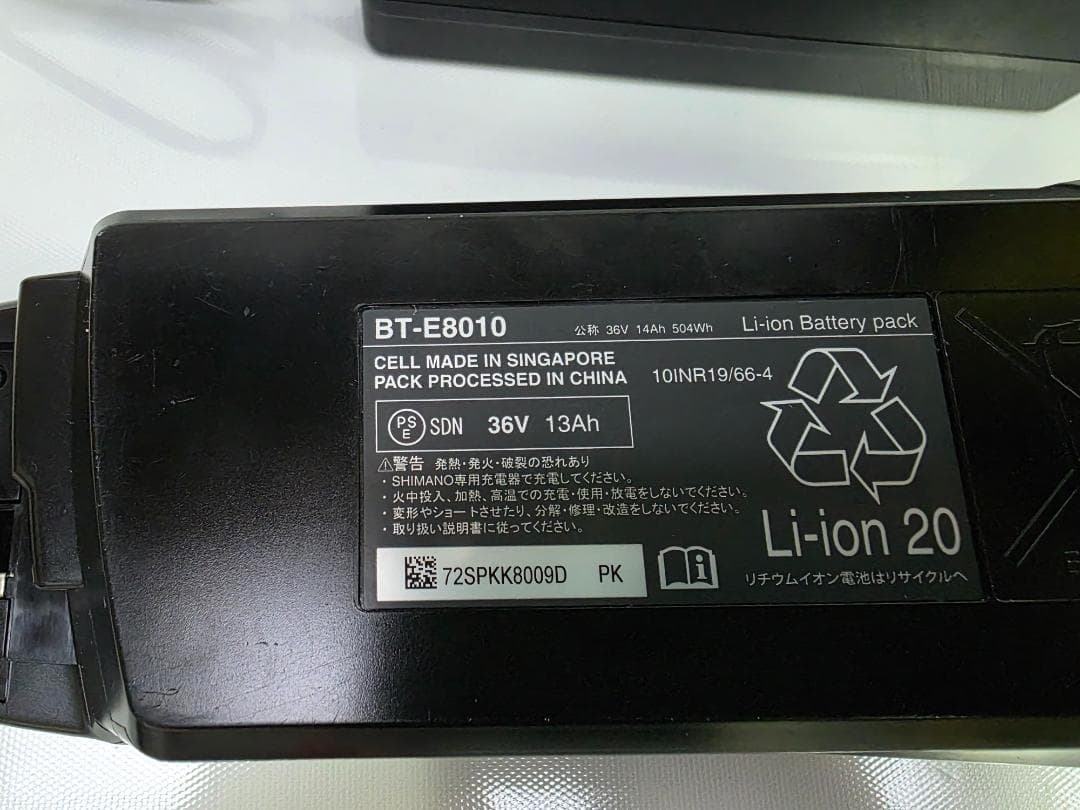 BT-E8010 公称 36V 14Ah 504Wh Li-ion Battery pack
CELL MADE IN SINGAPORE
PACK PROCESSED IN CHINA 10INR19/66-4
PS E SDN 36V 13Ah
⚠警告 発熱・発火・破裂の恐れあり
・SHIMANO専用充電器で充電してください。
・火中投入、加熱、高温での充電・使用・放電をしないでください。
・変形やショートさせたり、分解・修理・改造をしないでください。
・取り扱い説明書に従ってください。
72SPKK8009D PK
Li-ion 20
リチウムイオン電池はリサイクルへ